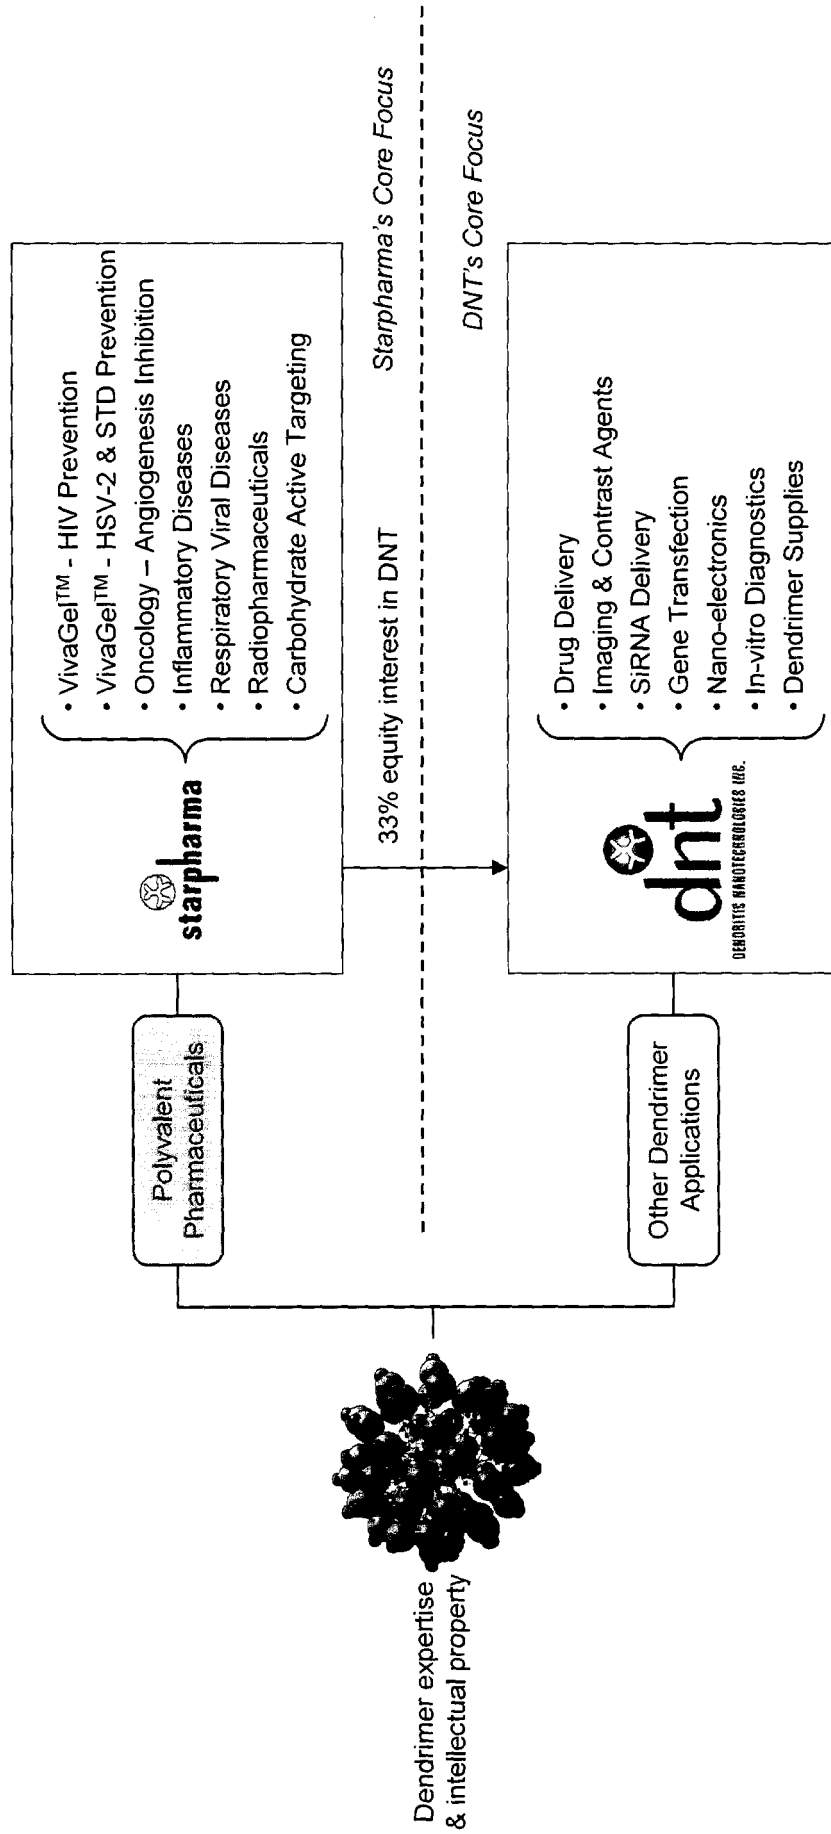 Dendrimer expertise
& intellectual property
Polyvalent
Pharmaceuticals
starpharma
• VivaGel™ - HIV Prevention
• VivaGel™ - HSV-2 & STD Prevention
• Oncology – Angiogenesis Inhibition
• Inflammatory Diseases
• Respiratory Viral Diseases
• Radiopharmaceuticals
• Carbohydrate Active Targeting
33% equity interest in DNT
Starpharma's Core Focus
DNT's Core Focus
Other Dendrimer
Applications
dnt
DENDRITIC NANOTECHNOLOGIES INC.
• Drug Delivery
• Imaging & Contrast Agents
• SiRNA Delivery
• Gene Transfection
• Nano-electronics
• In-vitro Diagnostics
• Dendrimer Supplies